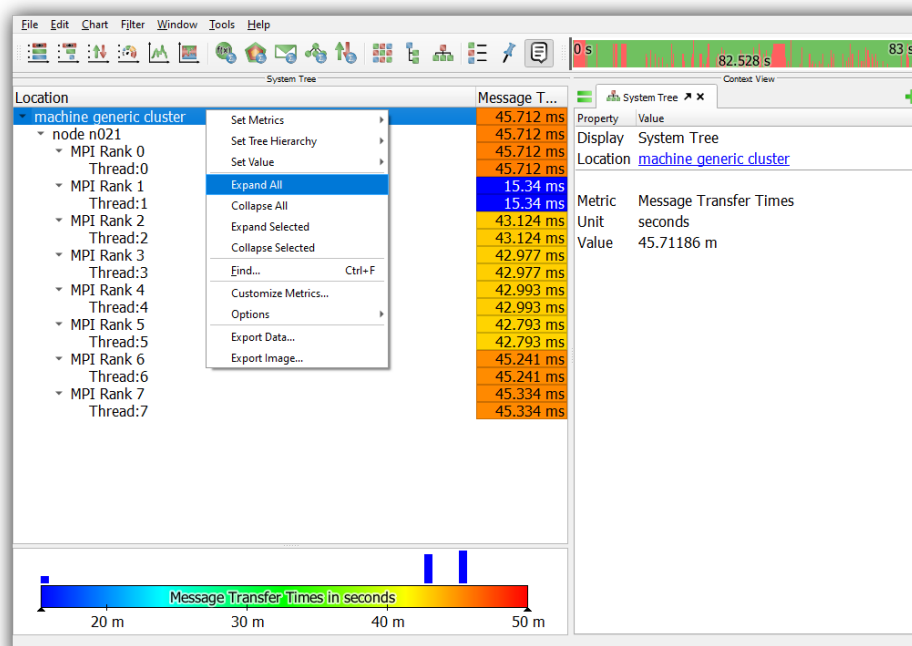 File Edit Chart Filter Window Tools Help
f(x)
0 s 82.528 s 83 s
System Tree
Context View
Location Message T...
System Tree
machine generic cluster 45.712 ms
node n021 45.712 ms
MPI Rank 0 45.712 ms
Thread:0 45.712 ms
MPI Rank 1 15.34 ms
Thread:1 15.34 ms
MPI Rank 2 43.124 ms
Thread:2 43.124 ms
MPI Rank 3 42.977 ms
Thread:3 42.977 ms
MPI Rank 4 42.993 ms
Thread:4 42.993 ms
MPI Rank 5 42.793 ms
Thread:5 42.793 ms
MPI Rank 6 45.241 ms
Thread:6 45.241 ms
MPI Rank 7 45.334 ms
Thread:7 45.334 ms
Set Metrics
Set Tree Hierarchy
Set Value
Expand All
Collapse All
Expand Selected
Collapse Selected
Find... Ctrl+F
Customize Metrics...
Options
Export Data...
Export Image...
Property Value
Display System Tree
Location machine generic cluster
Metric Message Transfer Times
Unit seconds
Value 45.71186 m
Message Transfer Times in seconds
20 m 30 m 40 m 50 m